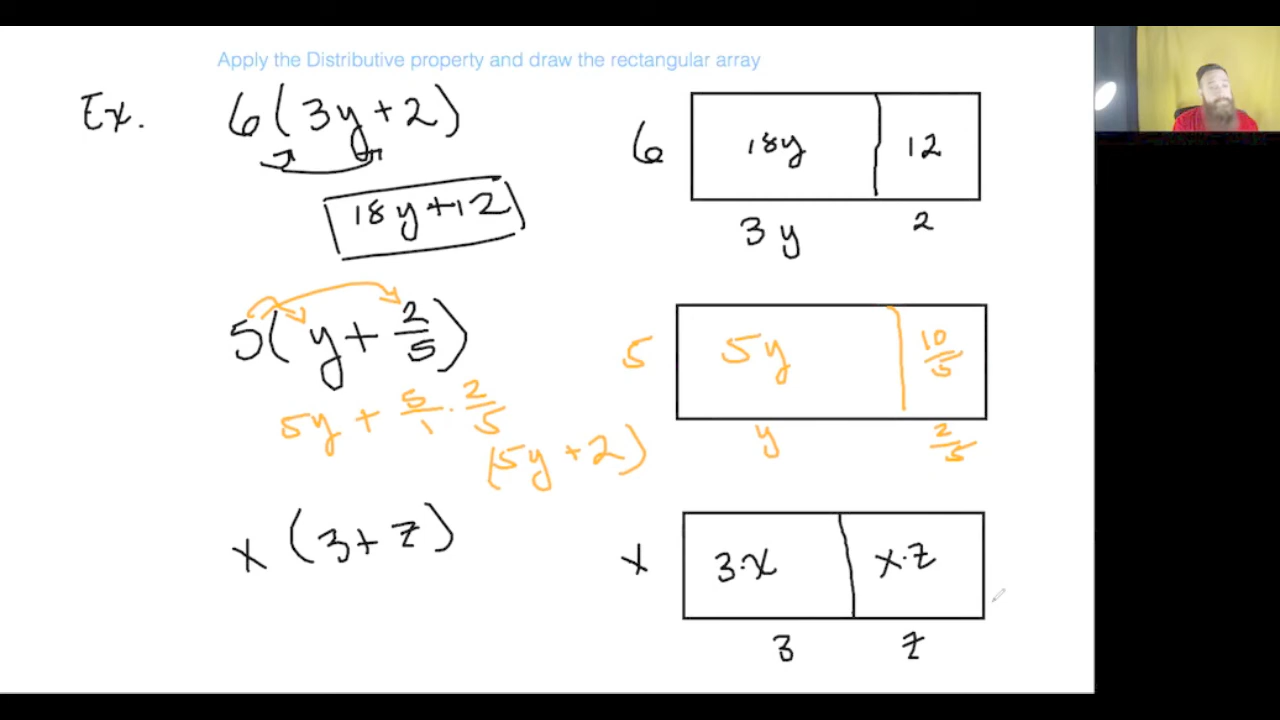 Apply the Distributive property and draw the rectangular array
Ex. 6(3y+2)
18y+12
6 18y 12
3y 2
5(y+2/5)
5y + 5/1 · 2/5
(5y+2)
5 5y 10/5
y 2/5
x(3+z)
x 3·x x·z
3 z